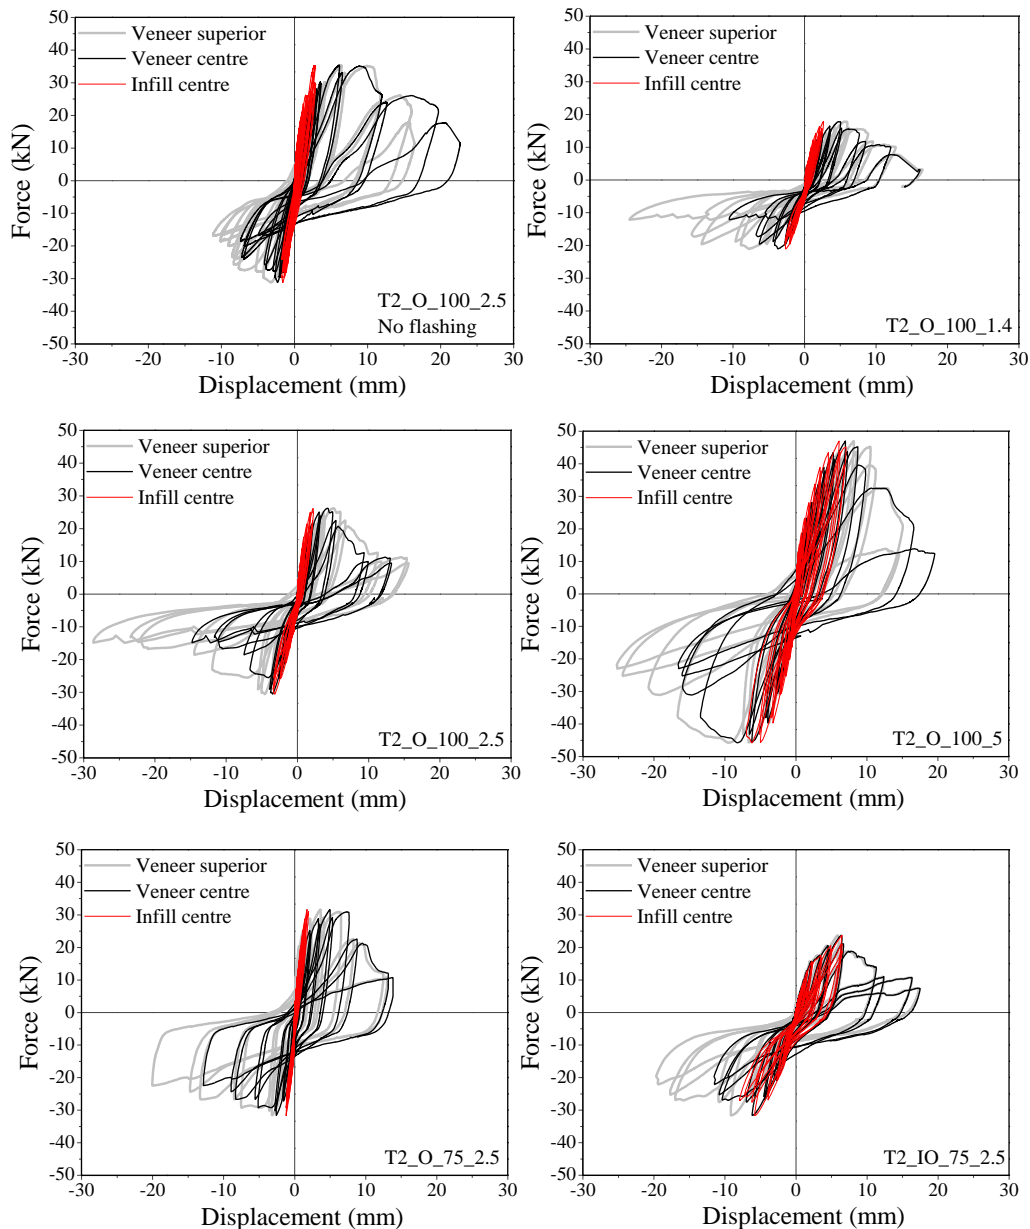 50
40
30
20
10
0
-10
-20
-30
-40
-50
Force (kN)
Veneer superior
Veneer centre
Infill centre
T2_O_100_2.5
No flashing
-30 -20 -10 0 10 20 30
Displacement (mm)
50
40
30
20
10
0
-10
-20
-30
-40
-50
Force (kN)
Veneer superior
Veneer centre
Infill centre
T2_O_100_1.4
-30 -20 -10 0 10 20 30
Displacement (mm)
50
40
30
20
10
0
-10
-20
-30
-40
-50
Force (kN)
Veneer superior
Veneer centre
Infill centre
T2_O_100_2.5
-30 -20 -10 0 10 20 30
Displacement (mm)
50
40
30
20
10
0
-10
-20
-30
-40
-50
Force (kN)
Veneer superior
Veneer centre
Infill centre
T2_O_100_5
-30 -20 -10 0 10 20 30
Displacement (mm)
50
40
30
20
10
0
-10
-20
-30
-40
-50
Force (kN)
Veneer superior
Veneer centre
Infill centre
T2_O_75_2.5
-30 -20 -10 0 10 20 30
Displacement (mm)
50
40
30
20
10
0
-10
-20
-30
-40
-50
Force (kN)
Veneer superior
Veneer centre
Infill centre
T2_IO_75_2.5
-30 -20 -10 0 10 20 30
Displacement (mm)